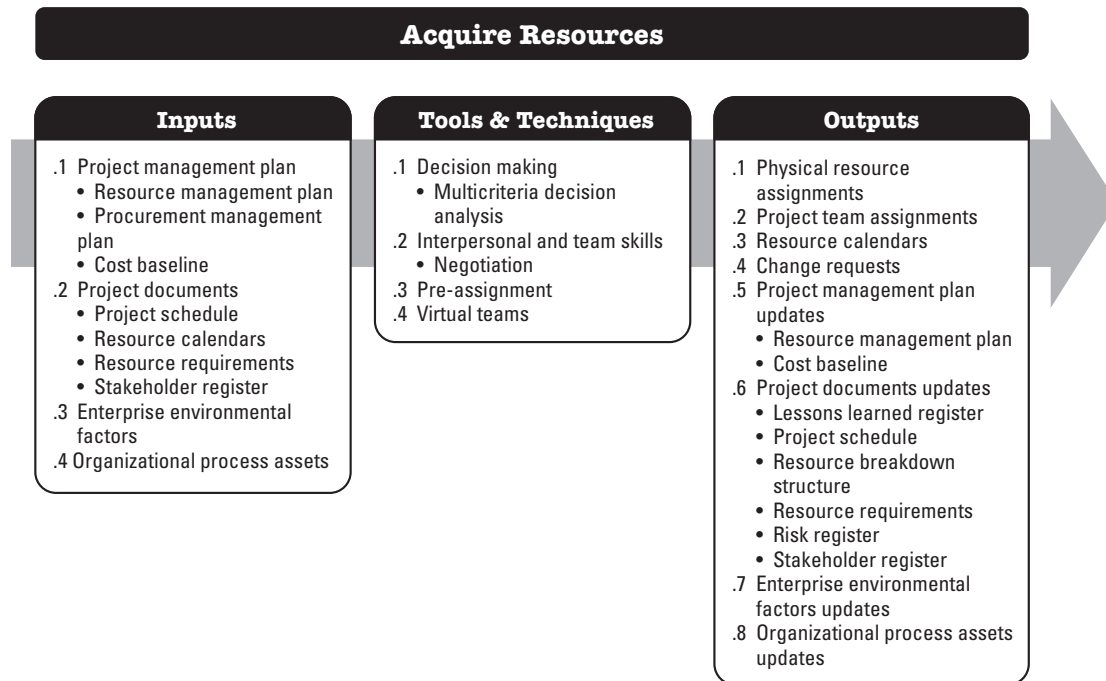 Acquire Resources
Inputs
.1 Project management plan
• Resource management plan
• Procurement management
plan
• Cost baseline
.2 Project documents
• Project schedule
• Resource calendars
• Resource requirements
• Stakeholder register
.3 Enterprise environmental
factors
.4 Organizational process assets
Tools & Techniques
.1 Decision making
• Multicriteria decision
analysis
.2 Interpersonal and team skills
• Negotiation
.3 Pre-assignment
.4 Virtual teams
Outputs
.1 Physical resource
assignments
.2 Project team assignments
.3 Resource calendars
.4 Change requests
.5 Project management plan
updates
• Resource management plan
• Cost baseline
.6 Project documents updates
• Lessons learned register
• Project schedule
• Resource breakdown
structure
• Resource requirements
• Risk register
• Stakeholder register
.7 Enterprise environmental
factors updates
.8 Organizational process assets
updates